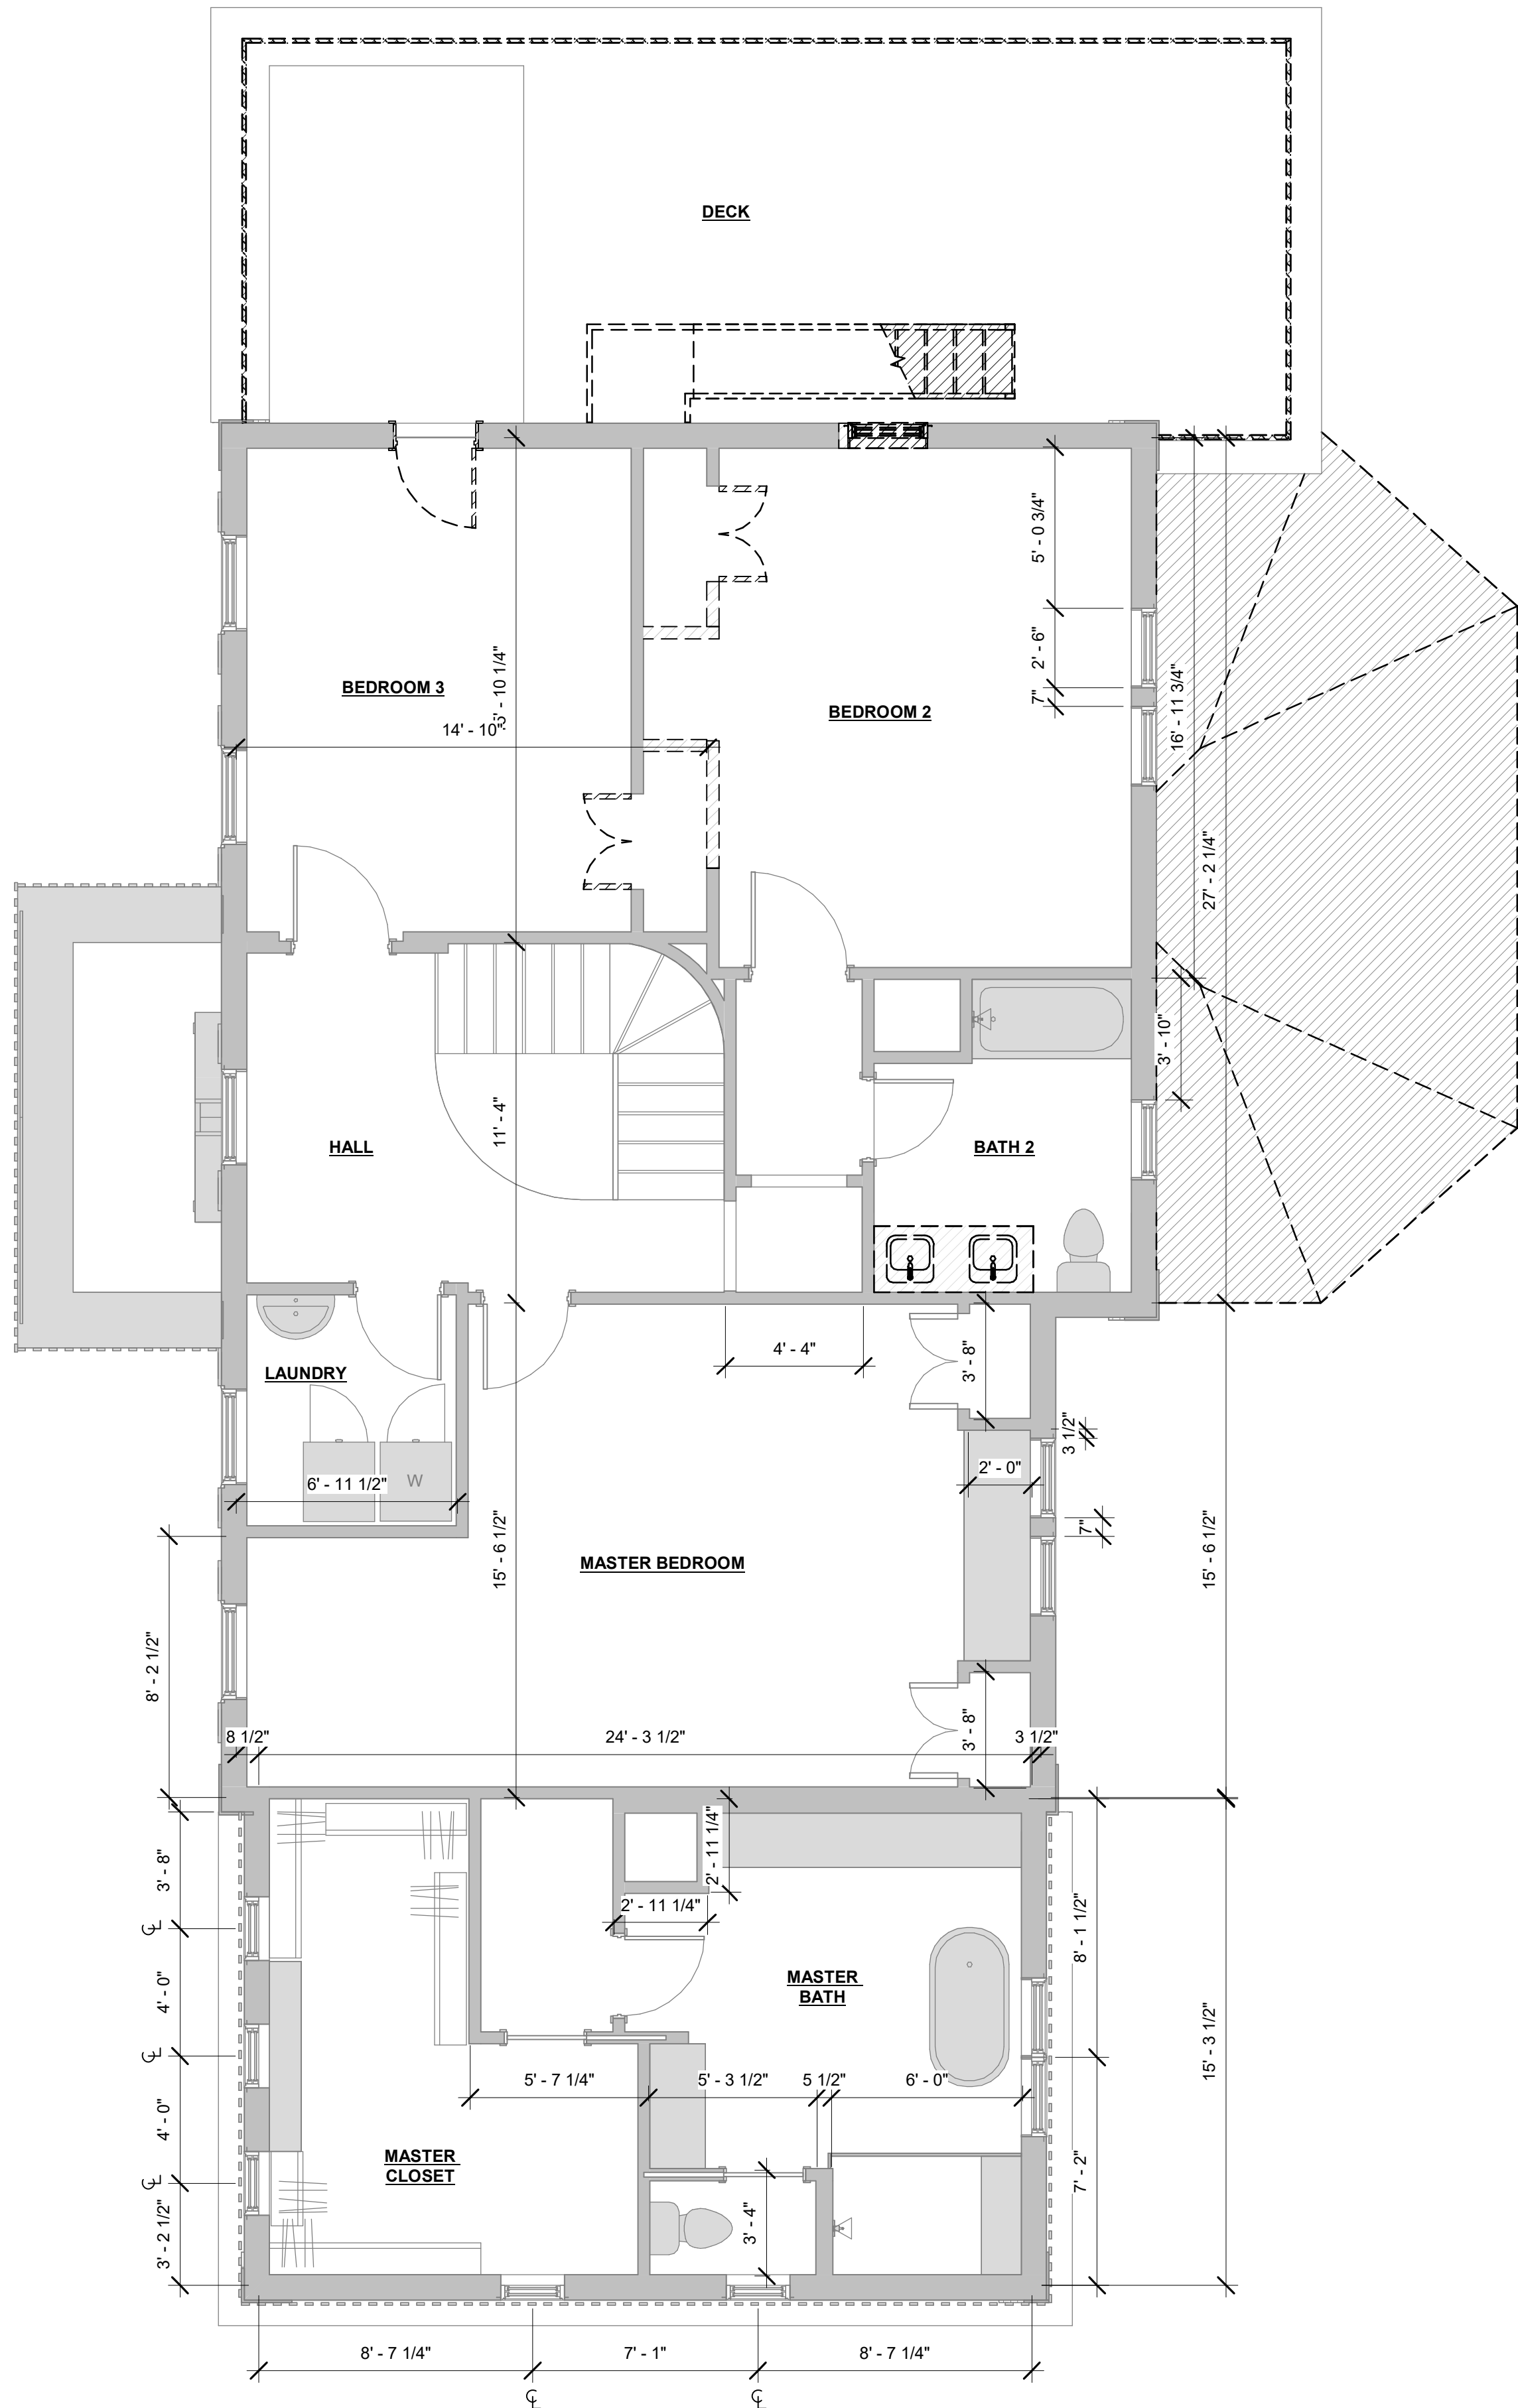 DECK
5' - 0 3/4"
BEDROOM 3
5' - 10 1/4"
2' - 6"
7"
16' - 11 3/4"
BEDROOM 2
14' - 10"
27' - 2 1/4"
3' - 10"
11' - 4"
HALL
BATH 2
4' - 4"
3' - 8"
LAUNDRY
3 1/2"
2' - 0"
W
6' - 11 1/2"
7"
15' - 6 1/2"
MASTER BEDROOM
15' - 6 1/2"
8' - 2 1/2"
8 1/2"
24' - 3 1/2"
3' - 8"
3 1/2"
2' - 11 1/4"
3' - 8"
2' - 11 1/4"
8' - 1 1/2"
℄
4' - 0"
MASTER
BATH
℄
15' - 3 1/2"
5' - 7 1/4"
5' - 3 1/2"
5 1/2"
6' - 0"
4' - 0"
MASTER
CLOSET
7' - 2"
℄
3' - 2 1/2"
3' - 4"
8' - 7 1/4"
7' - 1"
8' - 7 1/4"
℄
℄